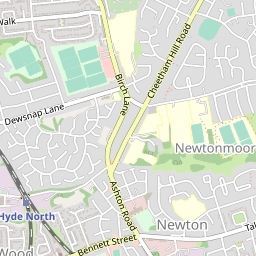 Walk
Birch Lane
Cheetham Hill Road
Dewsnap Lane
Newtonmoor
Ashton Road
Hyde North
Newton
Bennett Street
Wood